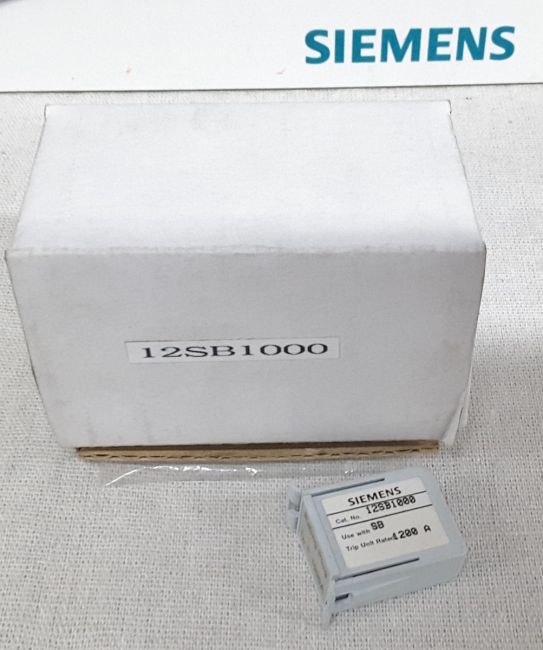 SIEMENS
12SB1000
SIEMENS
Cat. No. 12SB1000
Use with SB
Trip Unit Rated 1200 A